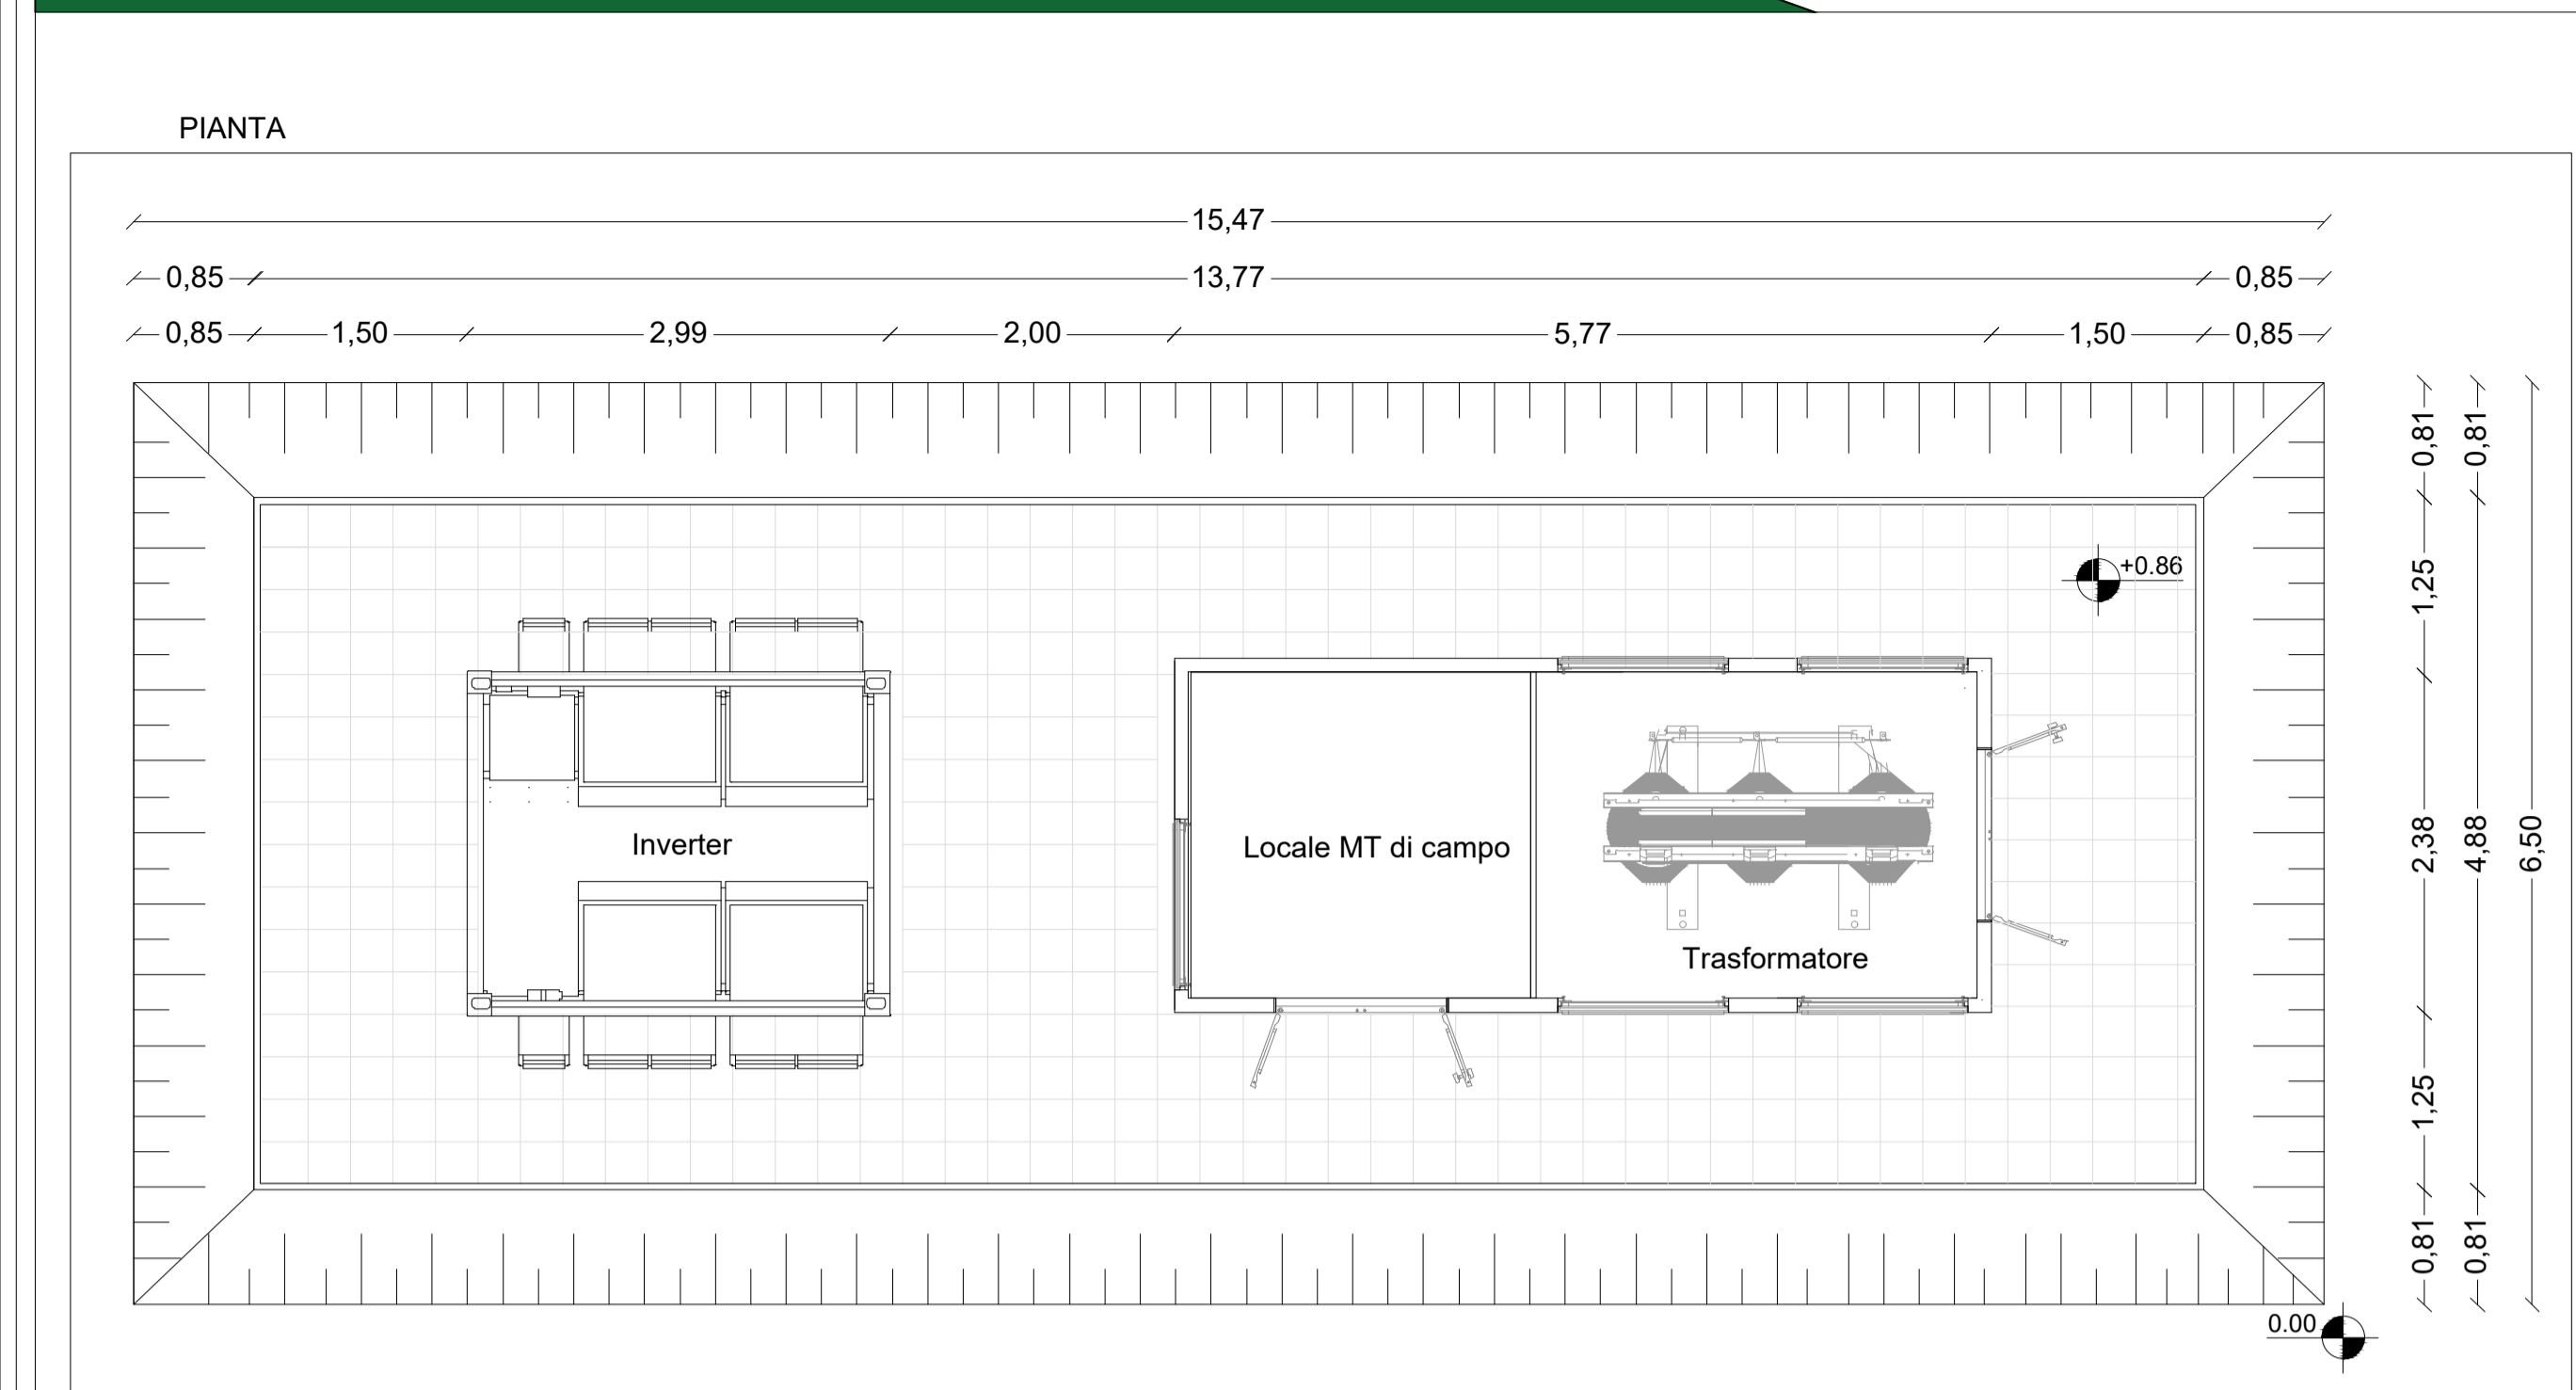 PIANTA
15,47
0,85 13,77 0,85
0,85 1,50 2,99 2,00 5,77 1,50 0,85
0,81 0,81
+0.86
1,25
Inverter
Locale MT di campo
2,38 4,88 6,50
Trasformatore
1,25
0,81 0,81
0.00